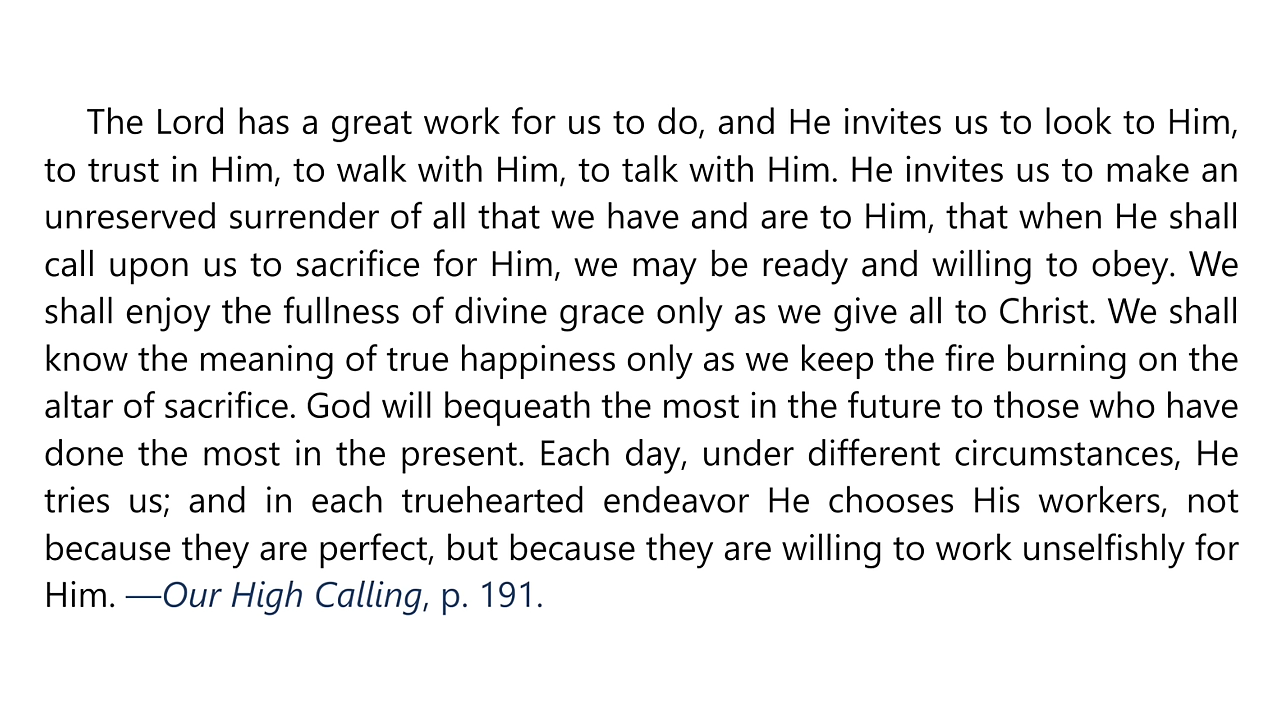 The Lord has a great work for us to do, and He invites us to look to Him,
to trust in Him, to walk with Him, to talk with Him. He invites us to make an
unreserved surrender of all that we have and are to Him, that when He shall
call upon us to sacrifice for Him, we may be ready and willing to obey. We
shall enjoy the fullness of divine grace only as we give all to Christ. We shall
know the meaning of true happiness only as we keep the fire burning on the
altar of sacrifice. God will bequeath the most in the future to those who have
done the most in the present. Each day, under different circumstances, He
tries us; and in each truehearted endeavor He chooses His workers, not
because they are perfect, but because they are willing to work unselfishly for
Him. —Our High Calling, p. 191.